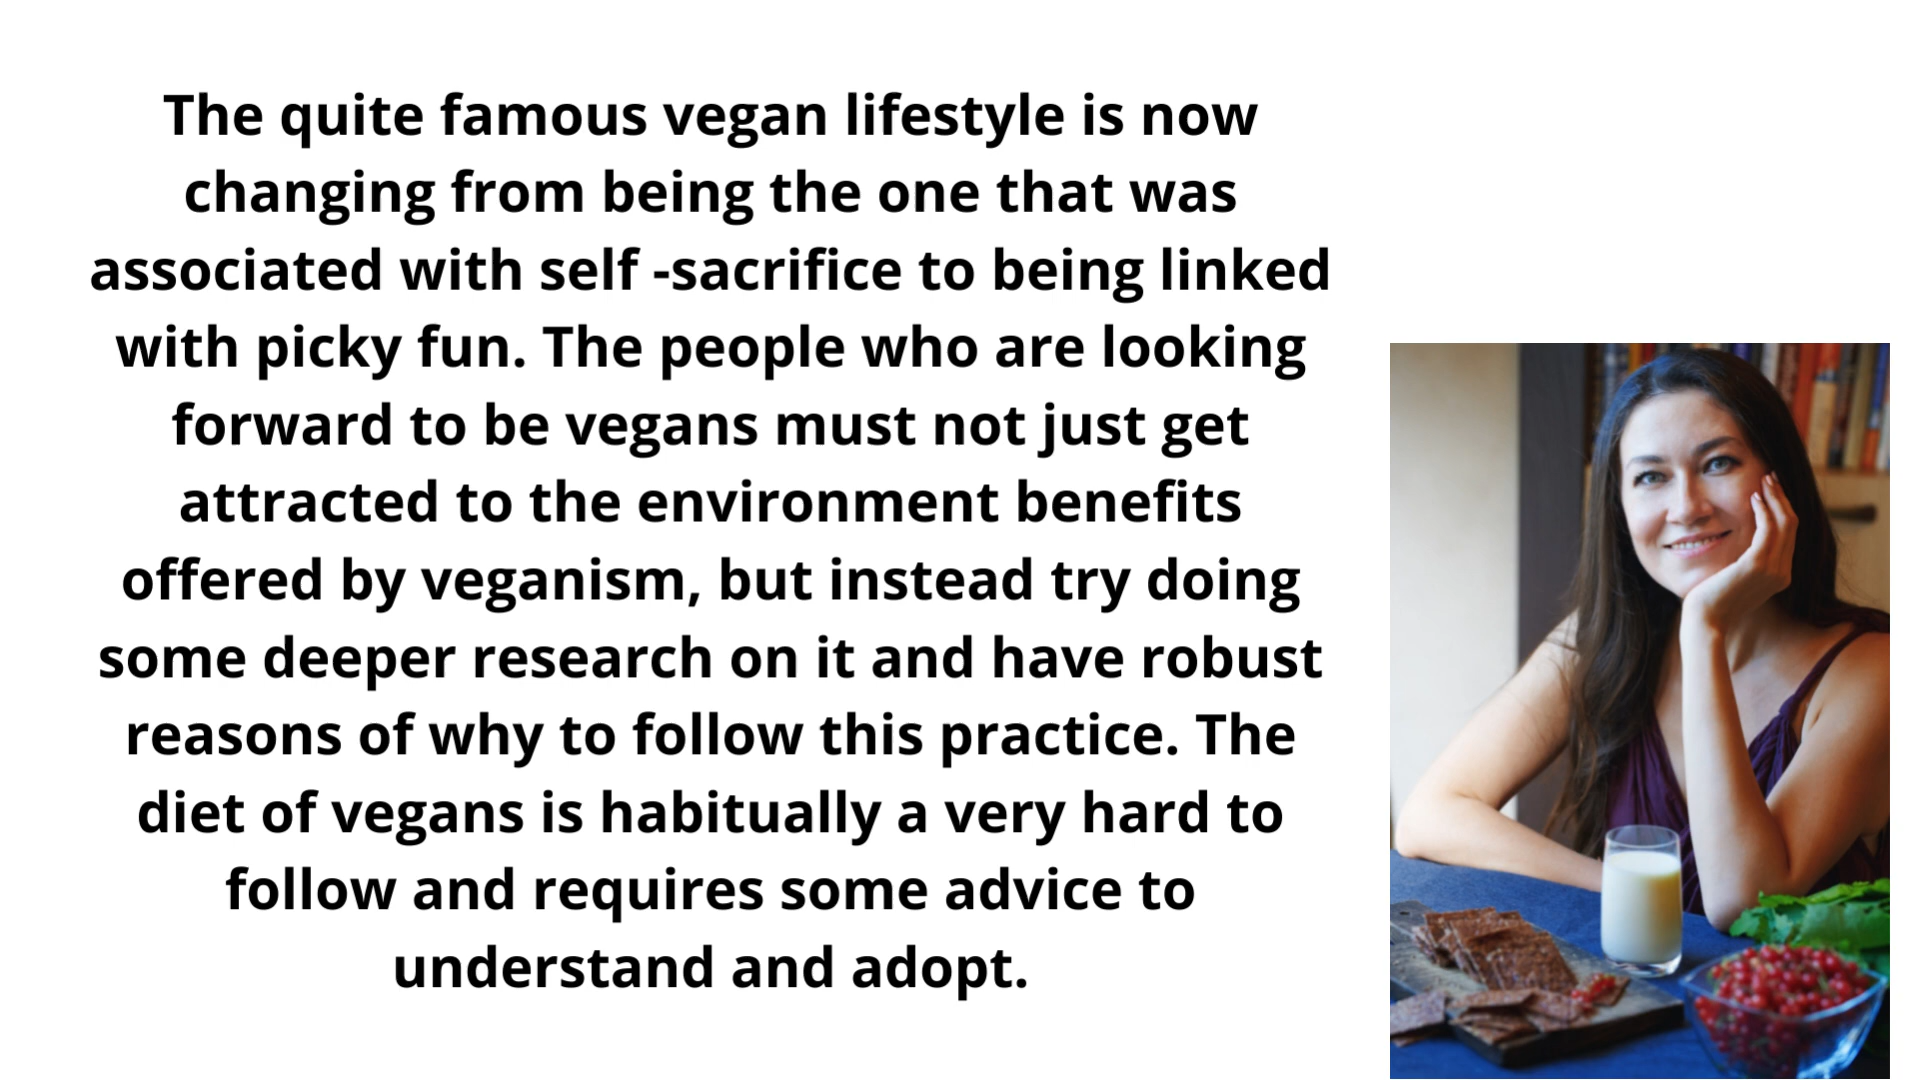 The quite famous vegan lifestyle is now
changing from being the one that was
associated with self -sacrifice to being linked
with picky fun. The people who are looking
forward to be vegans must not just get
attracted to the environment benefits
offered by veganism, but instead try doing
some deeper research on it and have robust
reasons of why to follow this practice. The
diet of vegans is habitually a very hard to
follow and requires some advice to
understand and adopt.